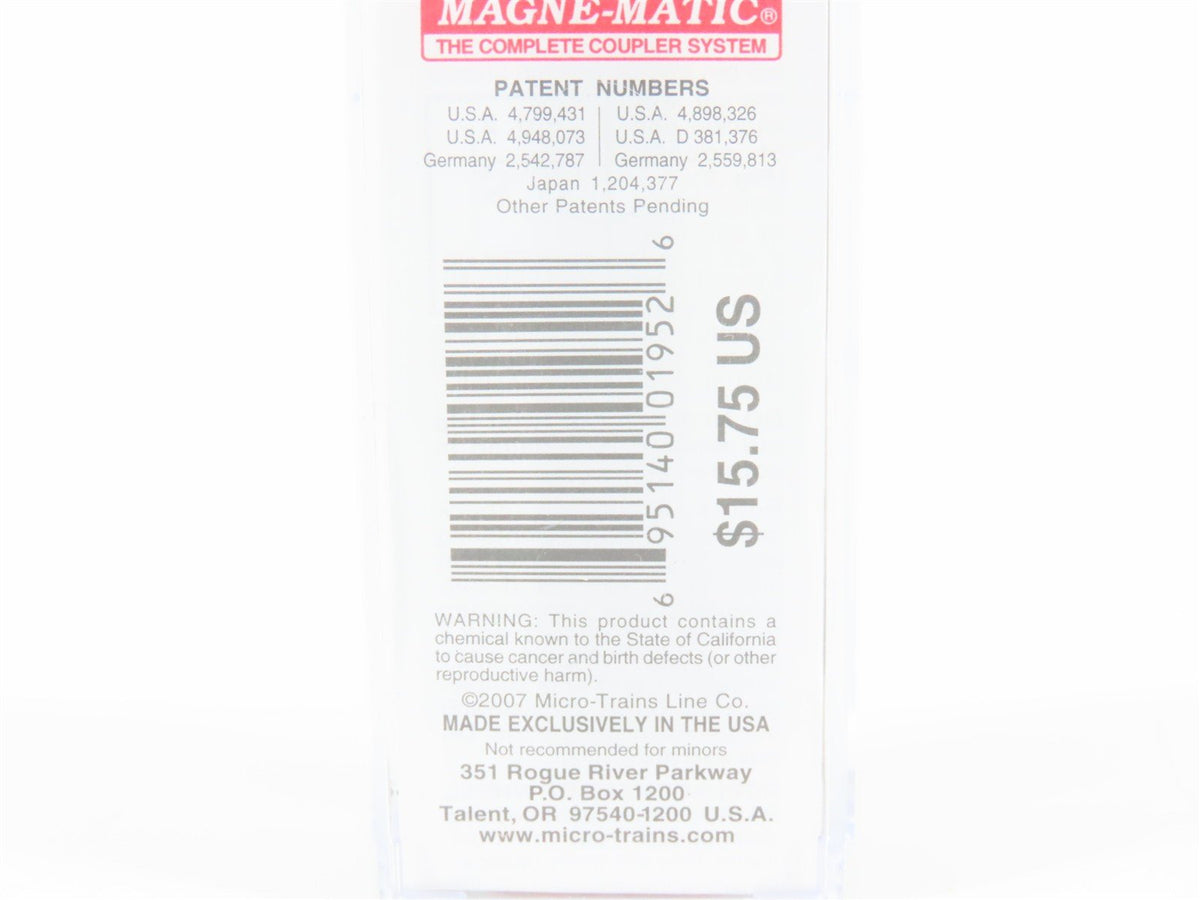 MAGNE-MATIC®
THE COMPLETE COUPLER SYSTEM
PATENT NUMBERS
U.S.A. 4,799,431 | U.S.A. 4,898,326
U.S.A. 4,948,073 | U.S.A. D 381,376
Germany 2,542,787 | Germany 2,559,813
Japan 1,204,377
Other Patents Pending
6 95140 01952 6
$15.75 US
WARNING: This product contains a
chemical known to the State of California
to cause cancer and birth defects (or other
reproductive harm).
©2007 Micro-Trains Line Co.
MADE EXCLUSIVELY IN THE USA
Not recommended for minors
351 Rogue River Parkway
P.O. Box 1200
Talent, OR 97540-1200 U.S.A.
www.micro-trains.com